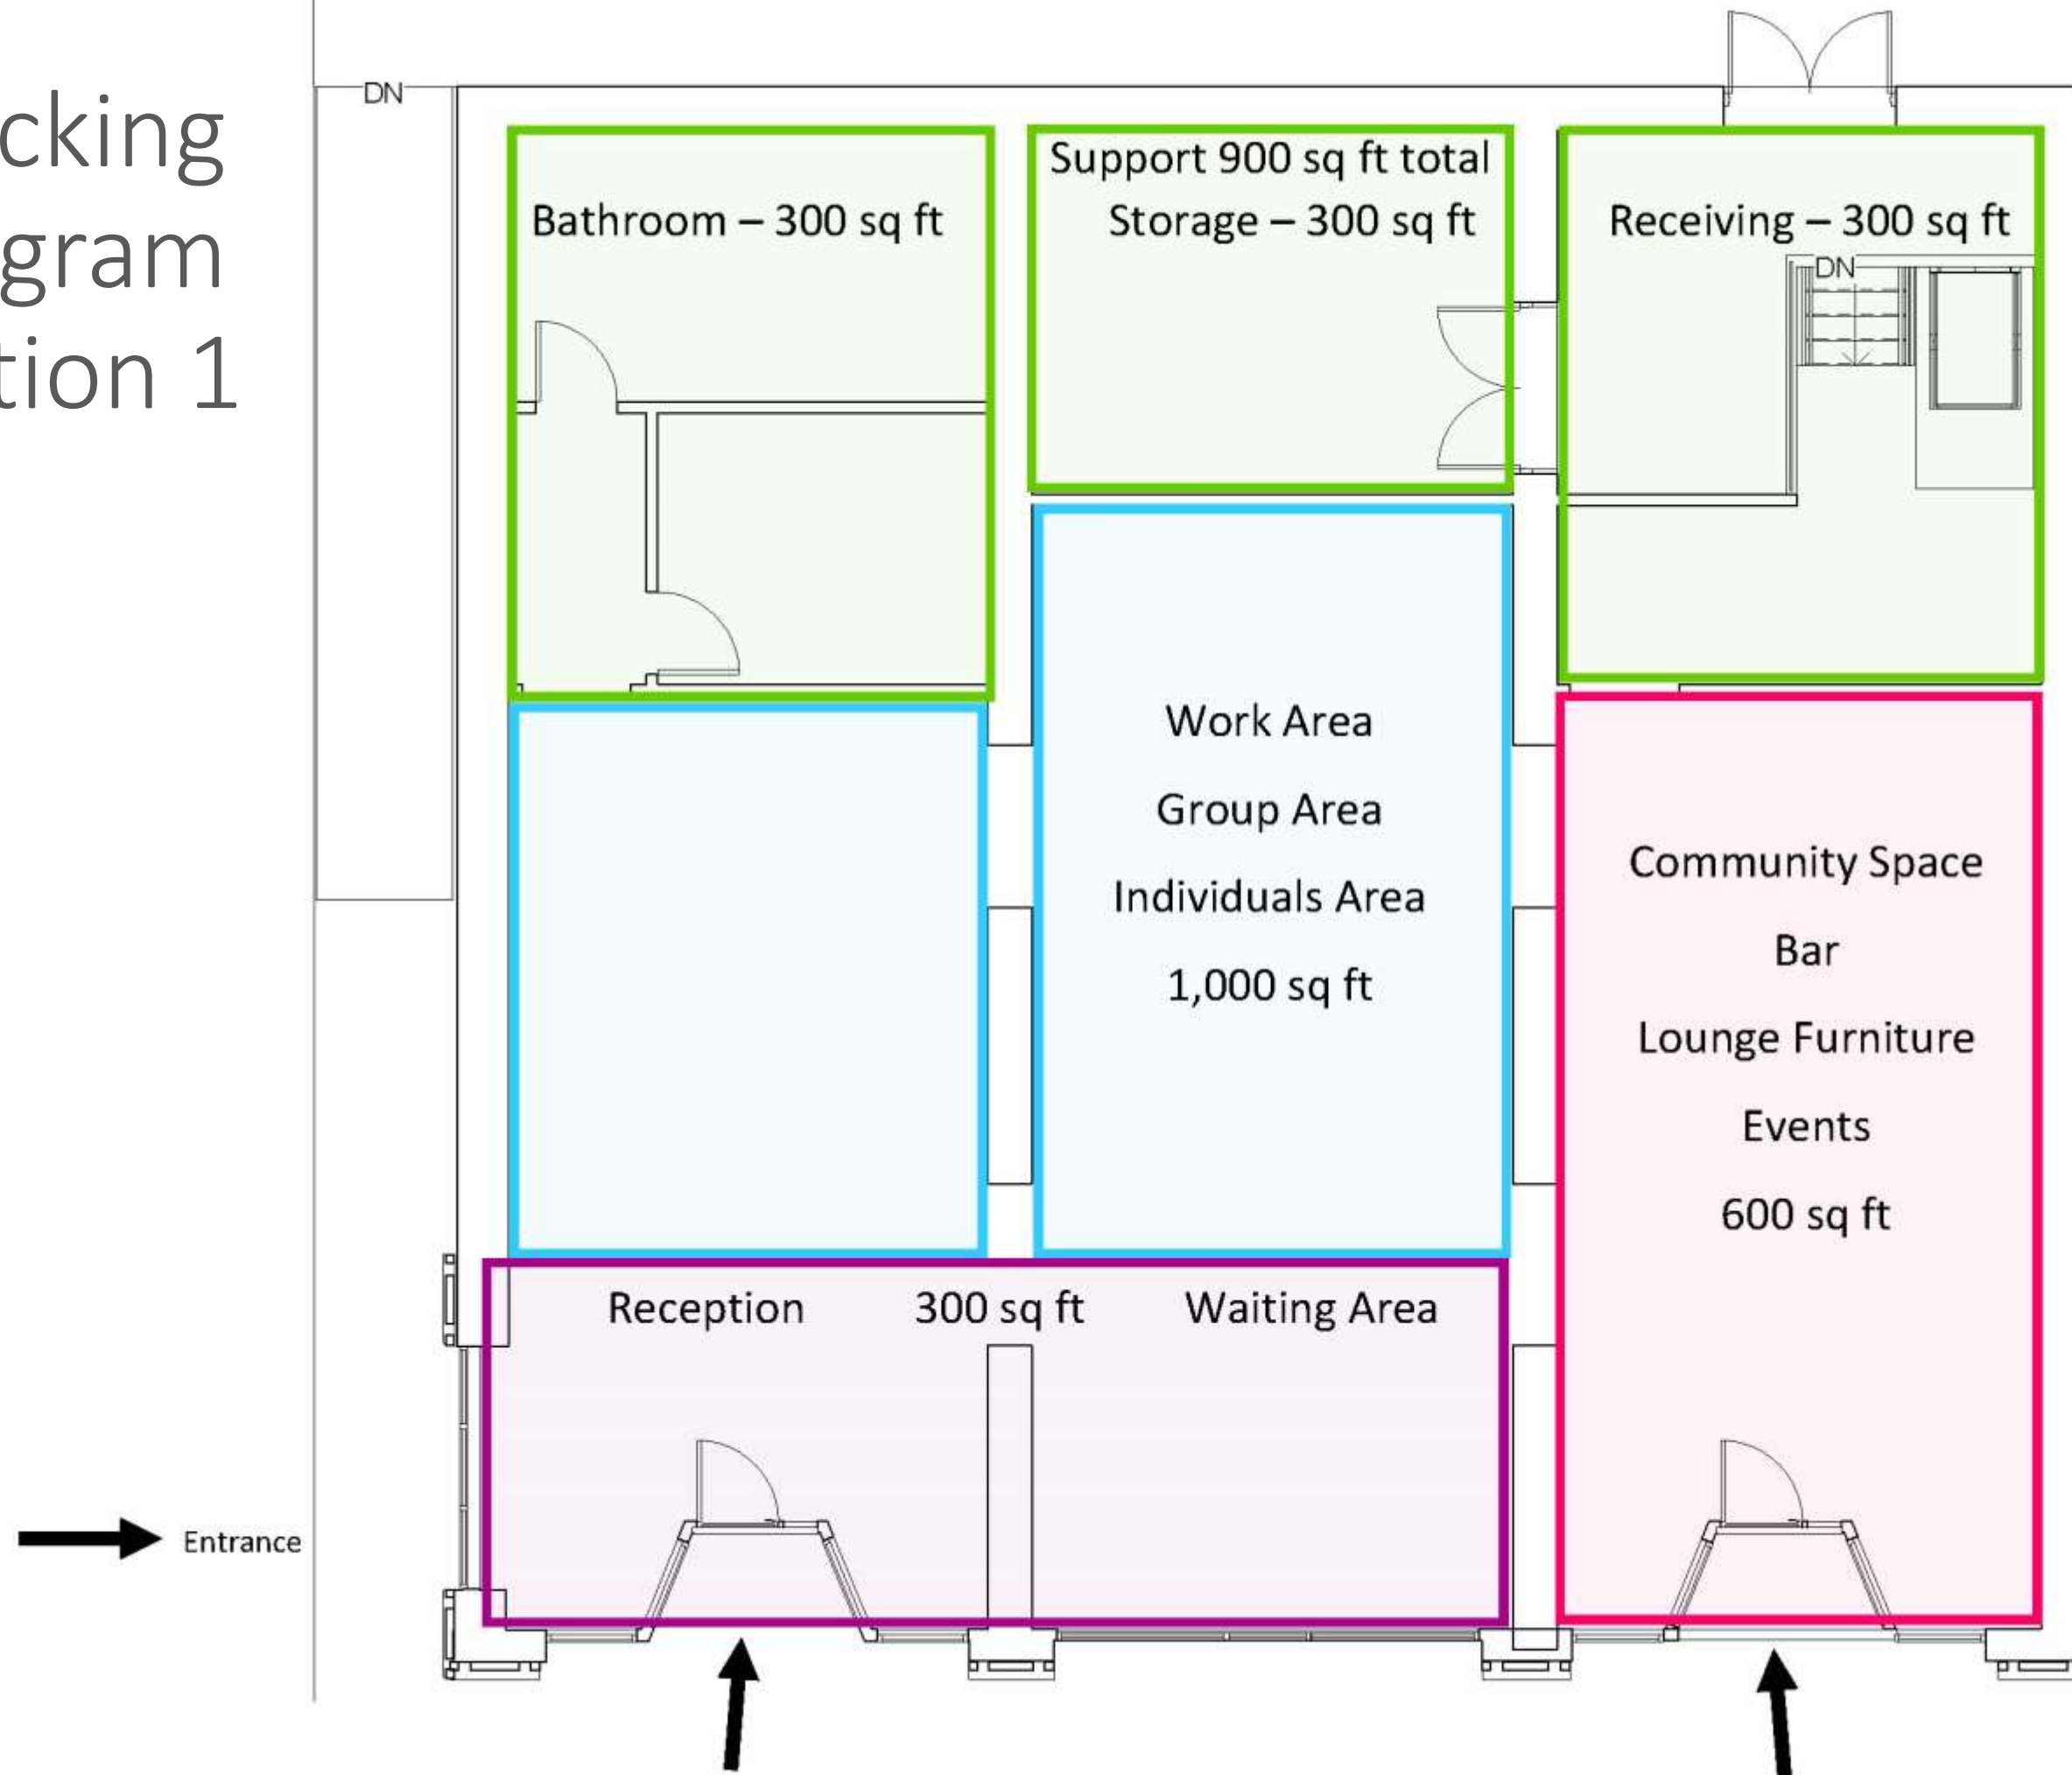 cking
gram
tion 1
DN
Bathroom – 300 sq ft
Support 900 sq ft total
Storage – 300 sq ft
Receiving – 300 sq ft
DN
Work Area
Group Area
Individuals Area
1,000 sq ft
Community Space
Bar
Lounge Furniture
Events
600 sq ft
Reception 300 sq ft Waiting Area
Entrance